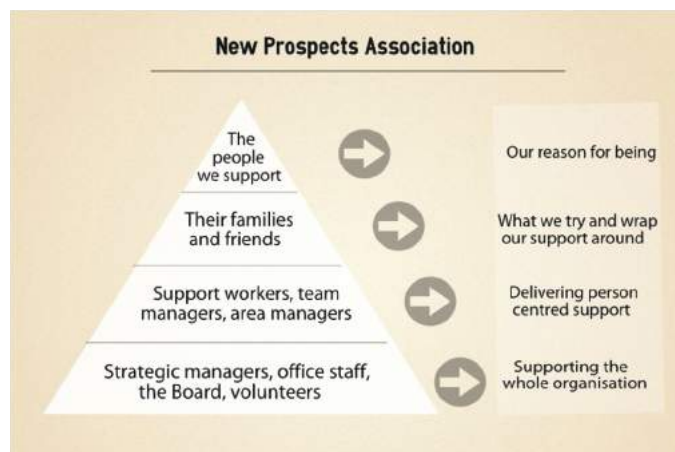 New Prospects Association
The
people
we support
Our reason for being
Their families
and friends
What we try and wrap
our support around
Support workers, team
managers, area managers
Delivering person
centred support
Strategic managers, office staff,
the Board, volunteers
Supporting the
whole organisation